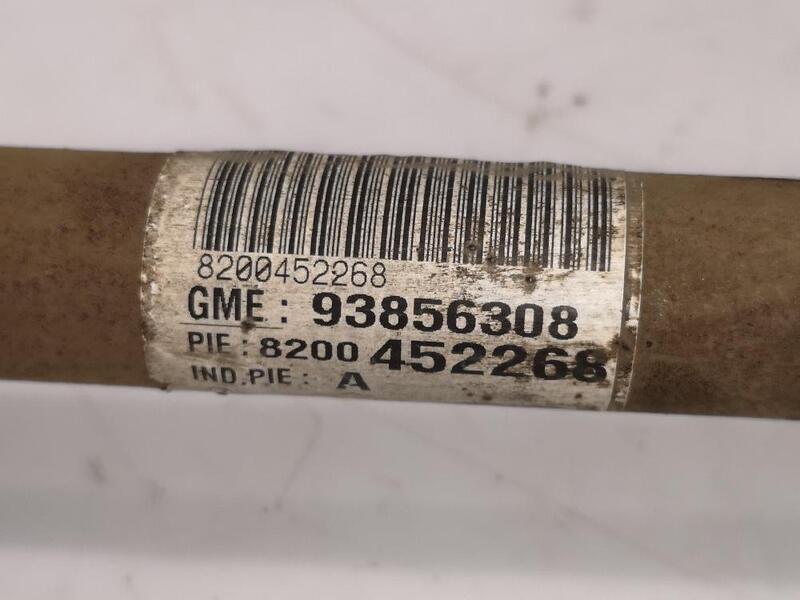 8200452268
GME : 93856308
PIE : 8200 452268
IND.PIE : A